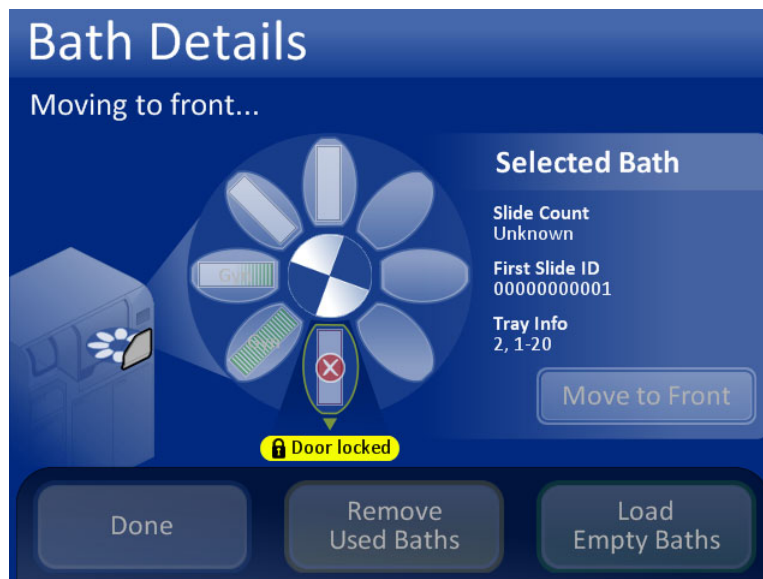 Bath Details
Moving to front...
Selected Bath
Slide Count
Unknown
First Slide ID
00000000001
Tray Info
2, 1-20
Move to Front
Door locked
Done
Remove
Used Baths
Load
Empty Baths